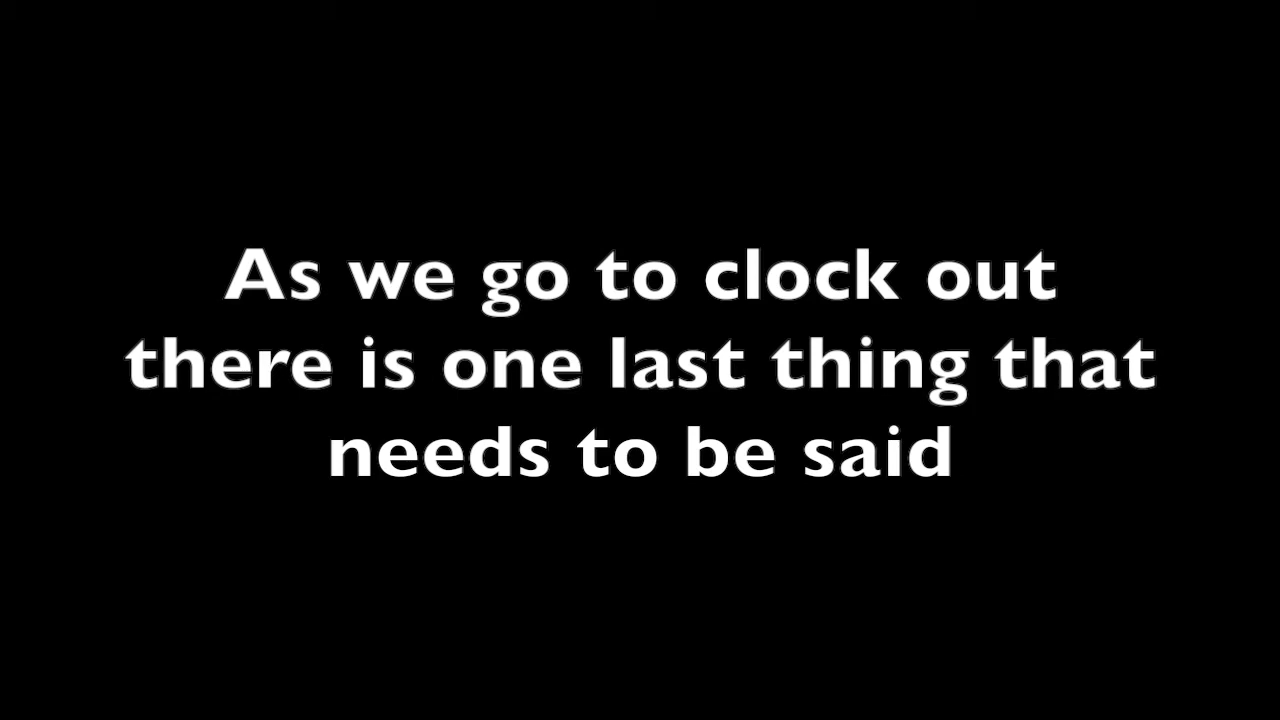 As we go to clock out
there is one last thing that
needs to be said